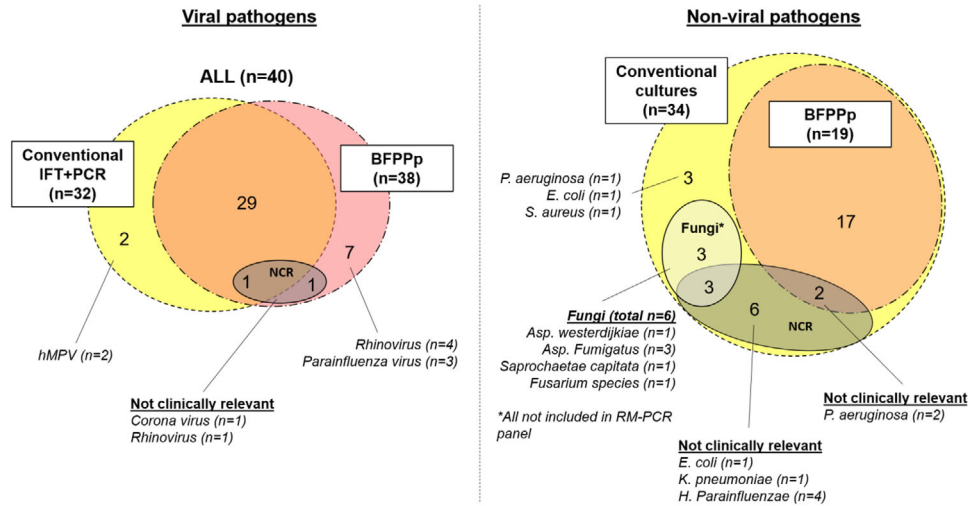 Viral pathogens
ALL (n=40)
Conventional
IFT+PCR
(n=32)
BFPPp
(n=38)
29
2
7
NCR
1
1
hMPV (n=2)
Rhinovirus (n=4)
Parainfluenza virus (n=3)
Not clinically relevant
Corona virus (n=1)
Rhinovirus (n=1)
Non-viral pathogens
Conventional
cultures
(n=34)
BFPPp
(n=19)
P. aeruginosa (n=1)
E. coli (n=1)
S. aureus (n=1)
3
17
Fungi*
3
3
6
2
NCR
Fungi (total n=6)
Asp. westerdijkiae (n=1)
Asp. Fumigatus (n=3)
Saprochaetae capitata (n=1)
Fusarium species (n=1)
*All not included in RM-PCR
panel
Not clinically relevant
P. aeruginosa (n=2)
Not clinically relevant
E. coli (n=1)
K. pneumoniae (n=1)
H. Parainfluenzae (n=4)